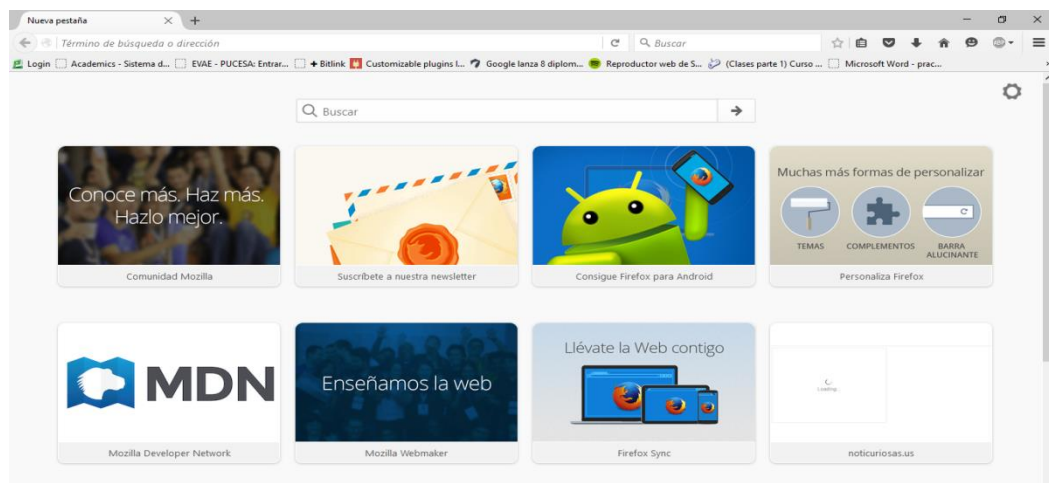 Nueva pestaña
Término de búsqueda o dirección
Buscar
Login Academics - Sistema d... EVAE - PUCESA: Entrar... + Bitlink Customizable plugins I... Google lanza 8 diplom... Reproductor web de S... (Clases parte 1) Curso ... Microsoft Word - prac...
Buscar
Conoce más. Haz más.
Hazlo mejor.
Comunidad Mozilla
Suscríbete a nuestra newsletter
Consigue Firefox para Android
Muchas más formas de personalizar
TEMAS
COMPLEMENTOS
BARRA
ALUCINANTE
Personaliza Firefox
MDN
Mozilla Developer Network
Enseñamos la web
Mozilla Webmaker
Llévate la Web contigo
Firefox Sync
Loading
noticuriosas.us